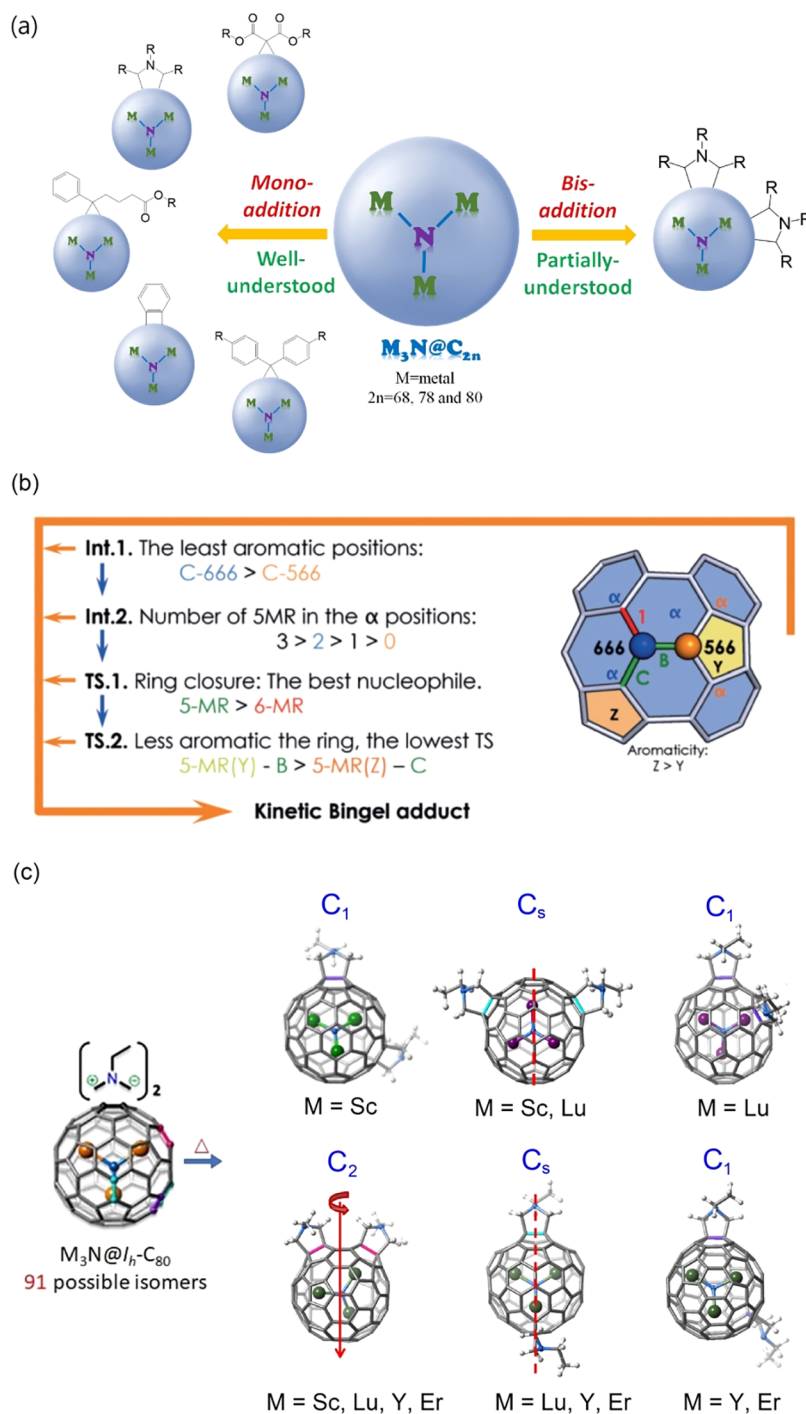 (a)
R
O
O
O
O
R
R
N
R
R
M
M
N
M
M
M
N
M
O
O
R
M
M
N
M
M
M
N
M
R
R
M
M
N
M
Mono-
addition
Well-
understood
M
M
N
M
M₃N@C₂ₙ
M=metal
2n=68, 78 and 80
Bis-
addition
Partially-
understood
R
N
R
R
R
N
R
R
M
M
N
M
(b)
Int.1. The least aromatic positions:
C-666 > C-566
Int.2. Number of 5MR in the α positions:
3 > 2 > 1 > 0
TS.1. Ring closure: The best nucleophile.
5-MR > 6-MR
TS.2. Less aromatic the ring, the lowest TS
5-MR(Y) - B > 5-MR(Z) – C
Kinetic Bingel adduct
α
1
α
α
666
B
566
Y
α
C
α
Z
Aromaticity:
Z > Y
(c)
C₁
Cₛ
C₁
M = Sc
M = Sc, Lu
M = Lu
+
N
−
2
△
M₃N@Iₕ-C₈₀
91 possible isomers
C₂
Cₛ
C₁
M = Sc, Lu, Y, Er
M = Lu, Y, Er
M = Y, Er